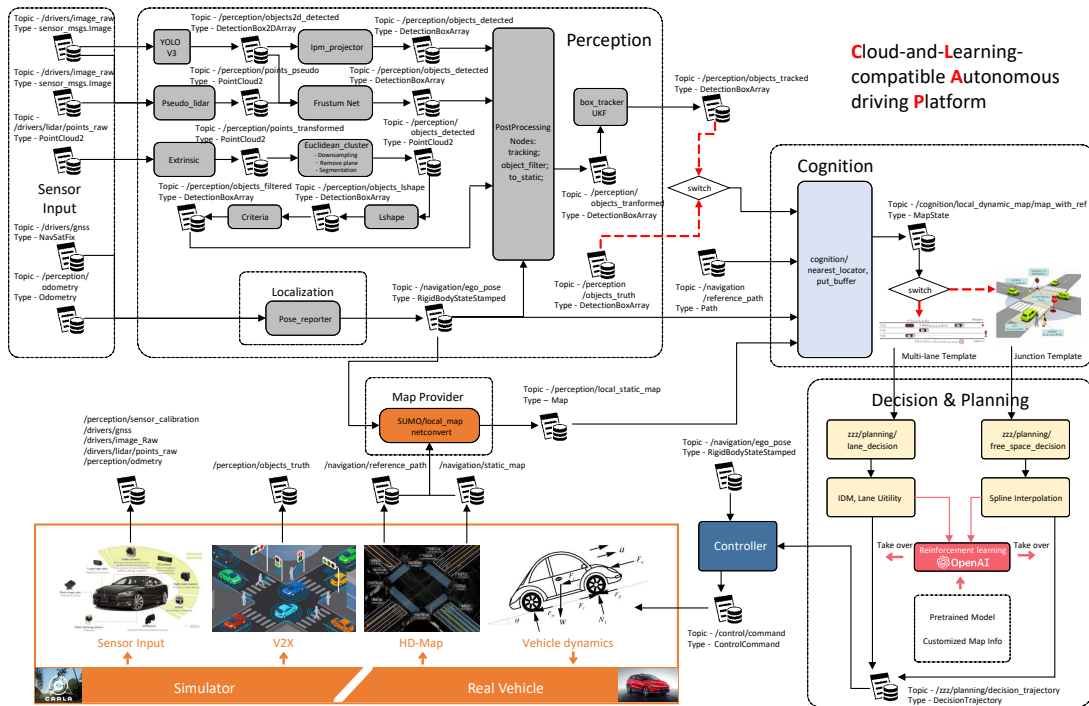 Topic - /drivers/image_raw
Type - sensor_msgs.Image
Topic - /drivers/image_raw
Type - sensor_msgs.Image
Topic -
/drivers/lidar/points_raw
Type - PointCloud2
Sensor
Input
Topic - /drivers/gnss
Type - NavSatFix
Topic - /perception/
odometry
Type - Odometry
Topic - /perception/objects2d_detected
Type - DetectionBox2DArray
Topic - /perception/objects_detected
Type - DetectionBoxArray
Perception
YOLO
V3
Ipm_projector
Topic - /perception/points_pseudo
Type - PointCloud2
Topic - /perception/objects_detected
Type - DetectionBoxArray
Pseudo_lidar
Frustum Net
Topic - /perception/points_transformed
Type - PointCloud2
Topic - /perception/
objects_detected
Type - PointCloud2
Extrinsic
Euclidean_cluster
- Downsampling
- Remove plane
- Segmentation
Topic - /perception/objects_filtered
Type - DetectionBoxArray
Topic - /perception/objects_lshape
Type - DetectionBoxArray
Criteria
Lshape
PostProcessing
Nodes:
tracking;
object_filter;
to_static;
box_tracker
UKF
Topic
- /perception/
objects_tranformed
Type -
DetectionBoxArray
Topic - /perception/objects_tracked
Type - DetectionBoxArray
switch
Topic
- /perception
/objects_truth
Type -
DetectionBoxArray
Topic -
/navigation
/reference_path
Type -
Path
Localization
Pose_reporter
Topic - /navigation/ego_pose
Type - RigidBodyStateStamped
Cloud-and-Learning-
compatible Autonomous
driving Platform
Cognition
cognition/
nearest_locator,
put_buffer
Topic - /cognition/local_dynamic_map/map_with_ref
Type - MapState
switch
Multi-lane Template
Junction Template
Map Provider
SUMO/local_map
netconvert
Topic - /perception/local_static_map
Type – Map
/perception/sensor_calibration
/drivers/gnss
/drivers/image_Raw
/dirvers/lidar/points_raw
/perception/odmetry
/perception/objects_truth
/navigation/reference_path
/navigation/static_map
Topic - /navigation/ego_pose
Type - RigidBodyStateStamped
Controller
Topic - /control/command
Type - ControlCommand
Decision & Planning
zzz/planning/
lane_decision
zzz/planning/
free_space_decision
IDM, Lane Uitility
Spline Interpolation
Take over
Reinforcement learning
OpenAI
Take over
Pretrained Model
Customized Map Info
Topic - /zzz/planning/decision_trajectory
Type - DecisionTrajectory
Sensor Input
V2X
HD-Map
Vehicle dynamics
CARLA
Simulator
Real Vehicle